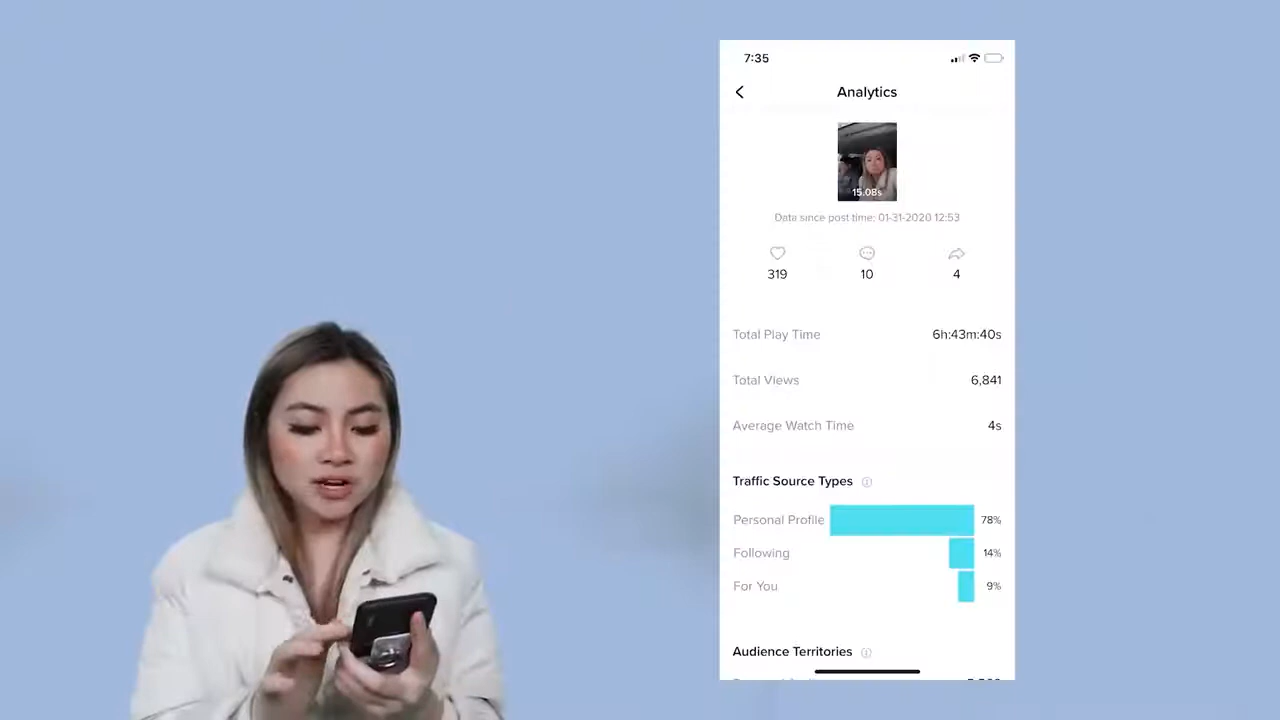 7:35
Analytics
15.08s
Data since post time: 01-31-2020 12:53
319 10 4
Total Play Time 6h:43m:40s
Total Views 6,841
Average Watch Time 4s
Traffic Source Types
Personal Profile 78%
Following 14%
For You 9%
Audience Territories